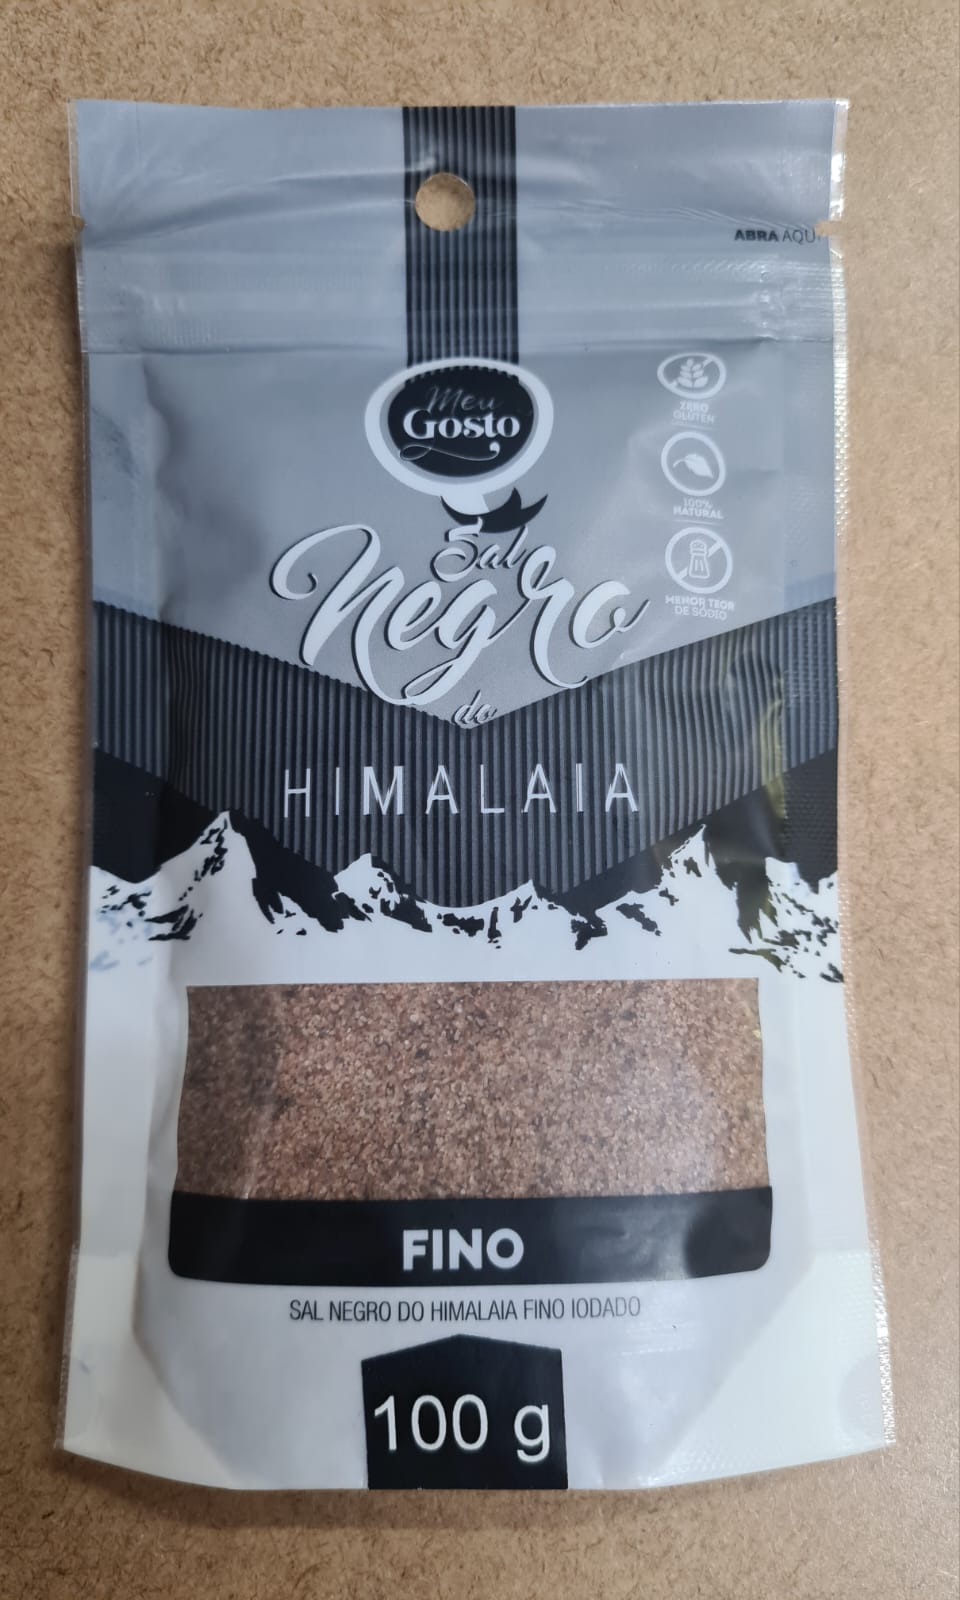 ABRA AQUI
Meu
Gosto
ZERO
GLÚTEN
100%
NATURAL
MENOR TEOR
DE SÓDIO
Sal
Negro
do
HIMALAIA
FINO
SAL NEGRO DO HIMALAIA FINO IODADO
100 g